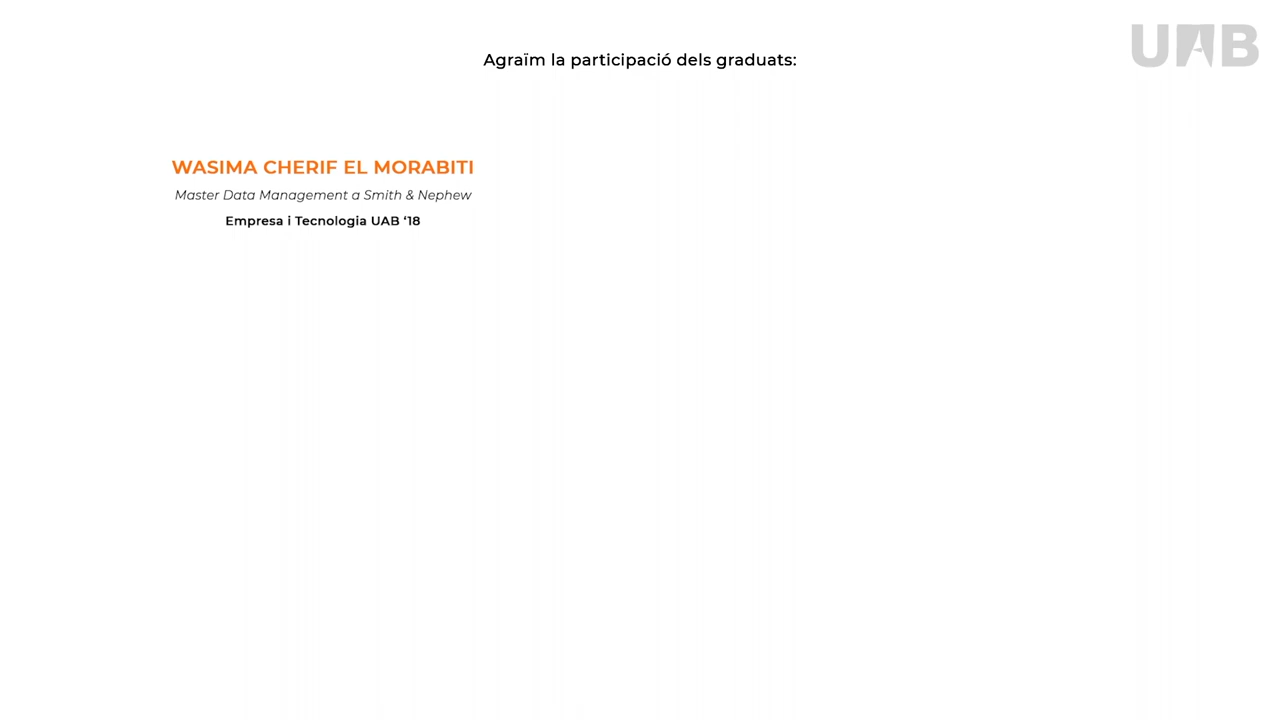 UAB
Agraïm la participació dels graduats:
WASIMA CHERIF EL MORABITI
Master Data Management a Smith & Nephew
Empresa i Tecnologia UAB ‘18